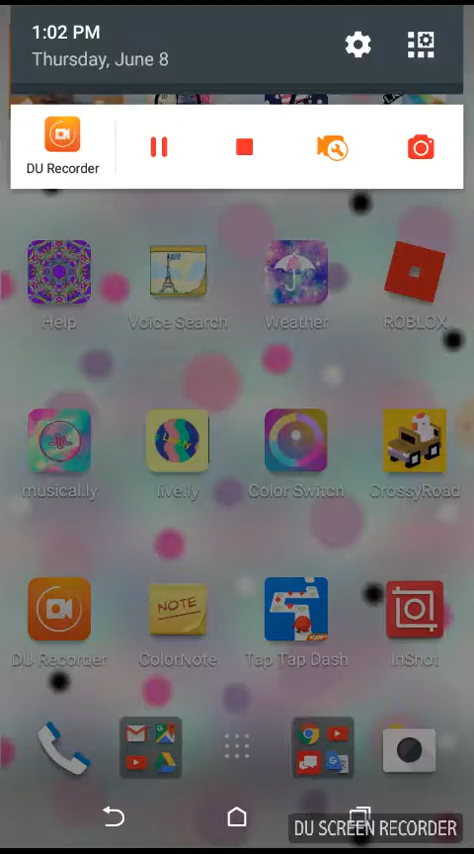 1:02 PM
Thursday, June 8
DU Recorder
Help
Voice Search
Weather
ROBLOX
musical.ly
live.ly
Color Switch
CrossyRoad
NOTE
DU Recorder
ColorNote
Tap Tap Dash
InShot
DU SCREEN RECORDER